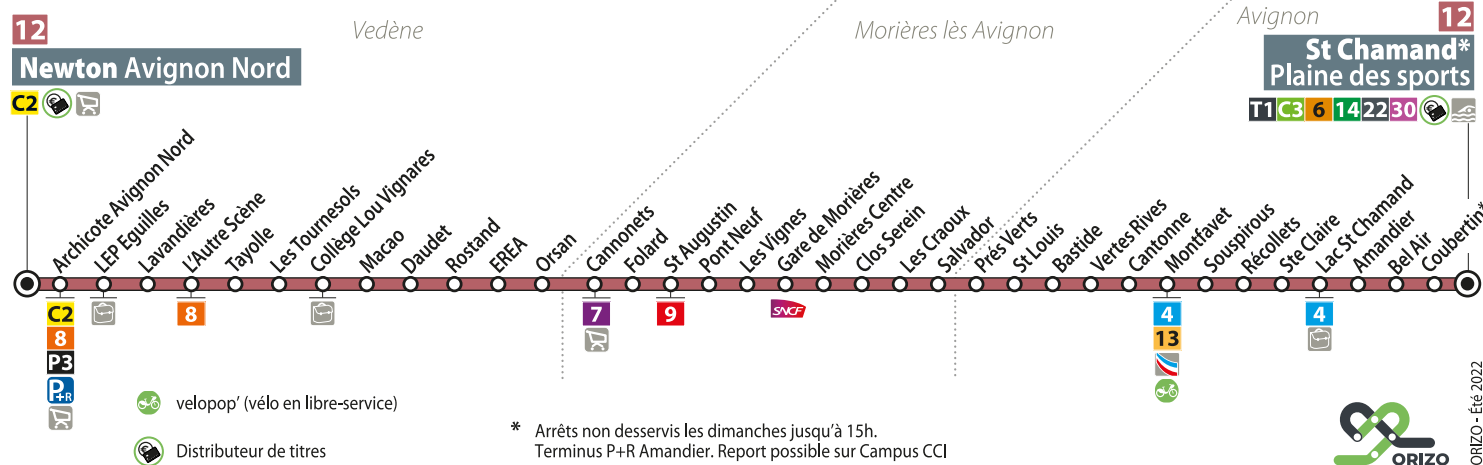 12
Vedène
Morières lès Avignon
Avignon
12
Newton Avignon Nord
St Chamand*
Plaine des sports
C2
T1 C3 6 14 22 30
Archicote Avignon Nord
LEP Eguilles
Lavandières
L'Autre Scène
Tayolle
Les Tournesols
Collège Lou Vignares
Macao
Daudet
Rostand
EREA
Orsan
Cannonets
Folard
St Augustin
Pont Neuf
Les Vignes
Gare de Morières
Morières Centre
Clos Serein
Les Craoux
Salvador
Prés Verts
St Louis
Bastide
Vertes Rives
Cantonne
Montfavet
Souspirous
Récollets
Ste Claire
Lac St Chamand
Amandier
Bel Air
Coubertin*
C2
8
P3
P+R
8
7
9
SNCF
4
13
4
velopop' (vélo en libre-service)
Distributeur de titres
* Arrêts non desservis les dimanches jusqu'à 15h.
Terminus P+R Amandier. Report possible sur Campus CCI
ORIZO
ORIZO - Été 2022